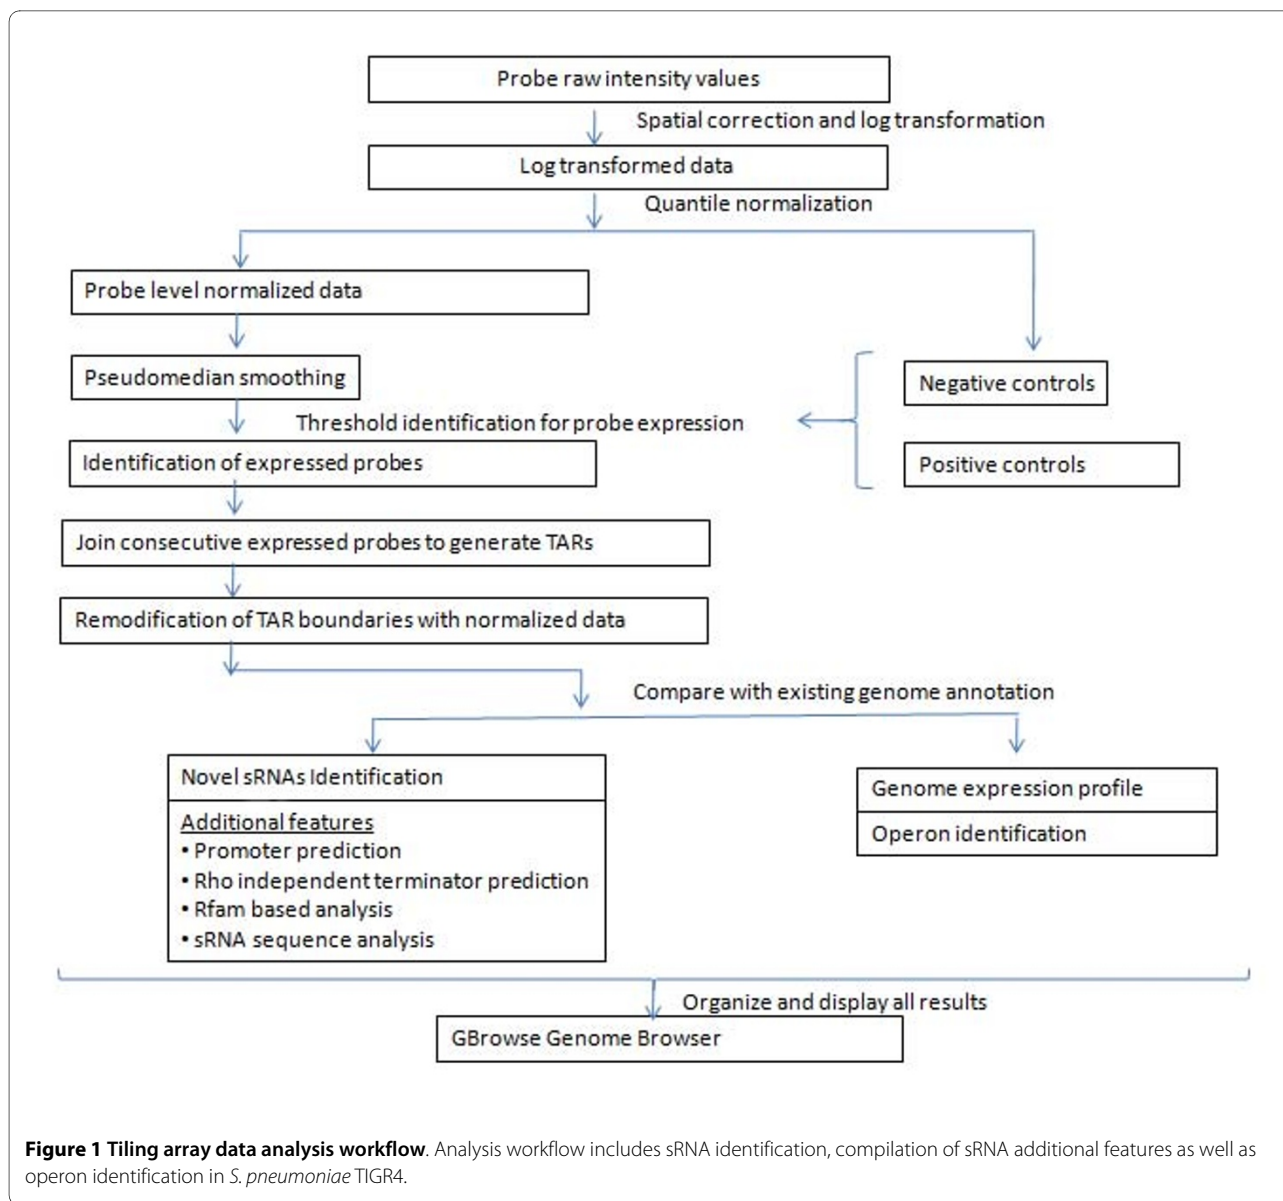 Probe raw intensity values
Spatial correction and log transformation
Log transformed data
Quantile normalization
Probe level normalized data
Pseudomedian smoothing
Negative controls
Threshold identification for probe expression
Identification of expressed probes
Positive controls
Join consecutive expressed probes to generate TARs
Remodification of TAR boundaries with normalized data
Compare with existing genome annotation
Novel sRNAs Identification
Additional features
• Promoter prediction
• Rho independent terminator prediction
• Rfam based analysis
• sRNA sequence analysis
Genome expression profile
Operon identification
Organize and display all results
GBrowse Genome Browser
Figure 1 Tiling array data analysis workflow. Analysis workflow includes sRNA identification, compilation of sRNA additional features as well as
operon identification in S. pneumoniae TIGR4.